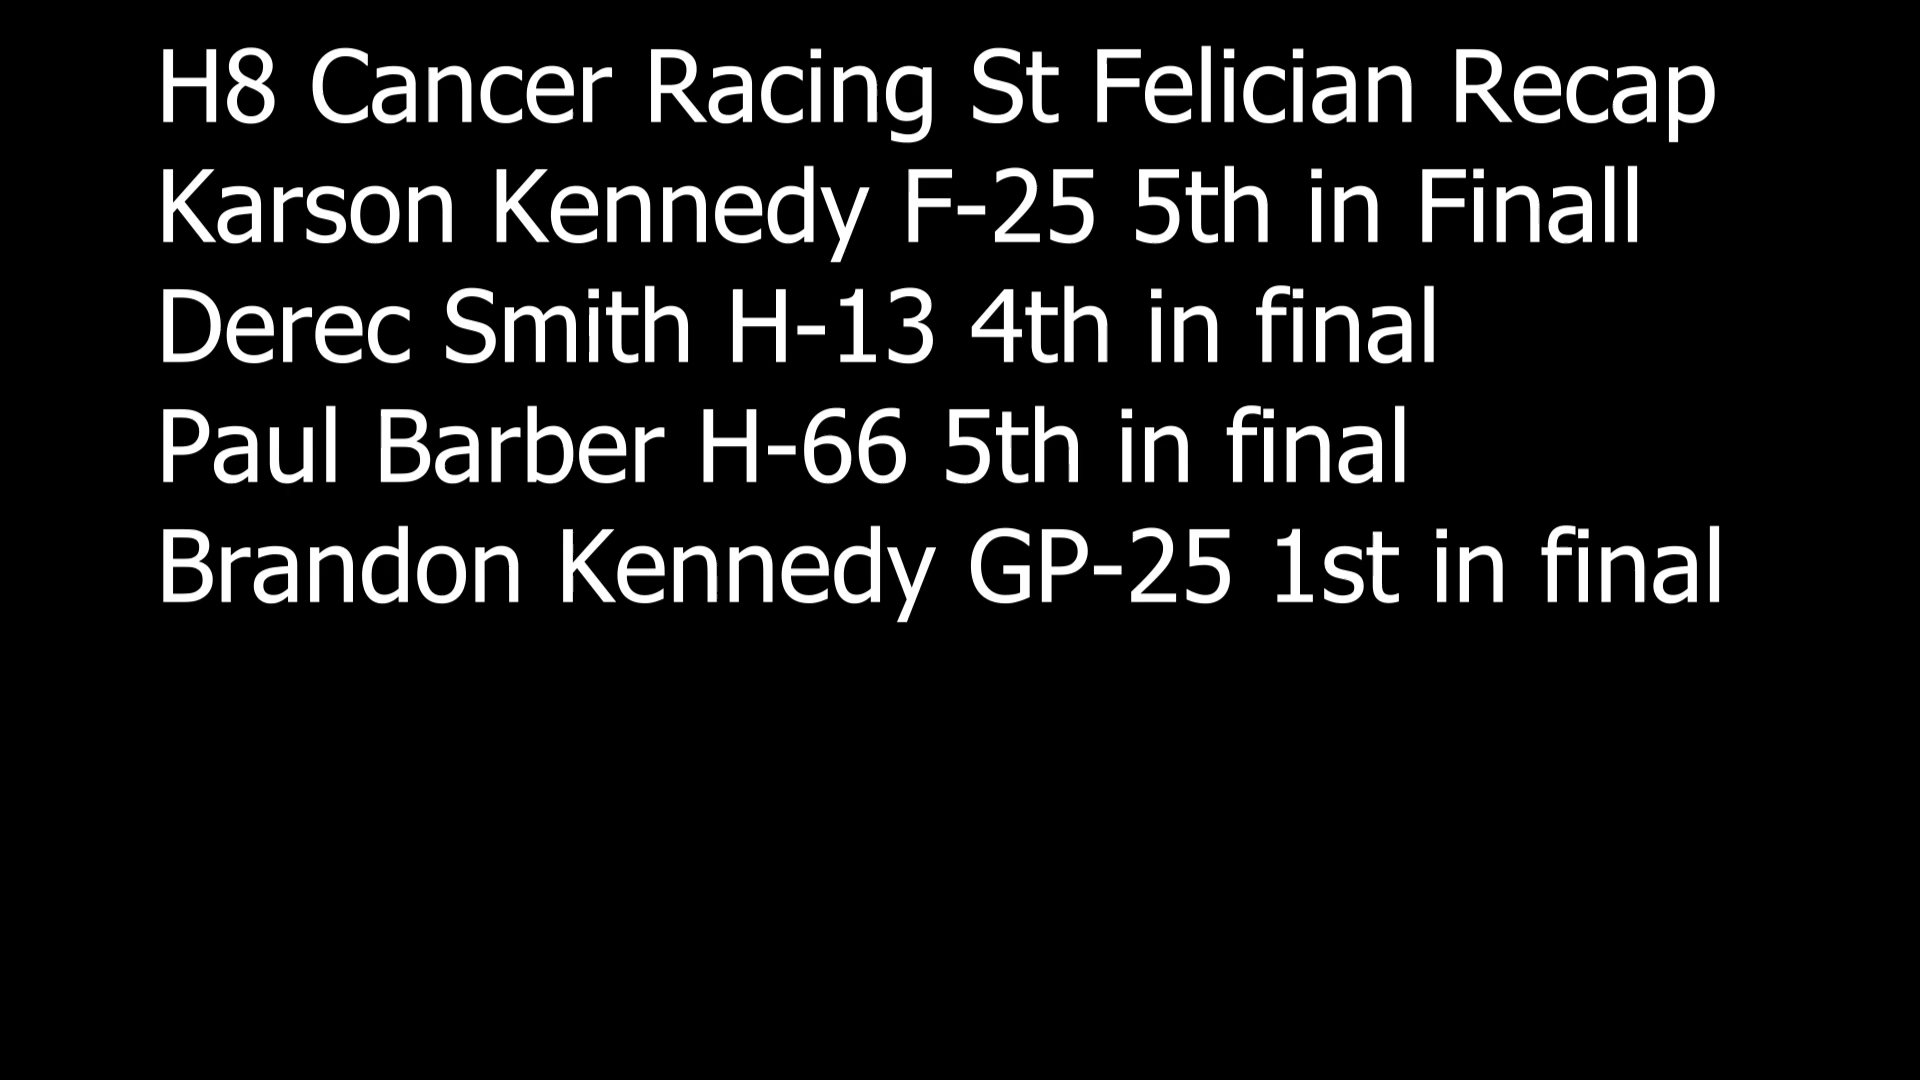 H8 Cancer Racing St Felician Recap
Karson Kennedy F-25 5th in Finall
Derec Smith H-13 4th in final
Paul Barber H-66 5th in final
Brandon Kennedy GP-25 1st in final